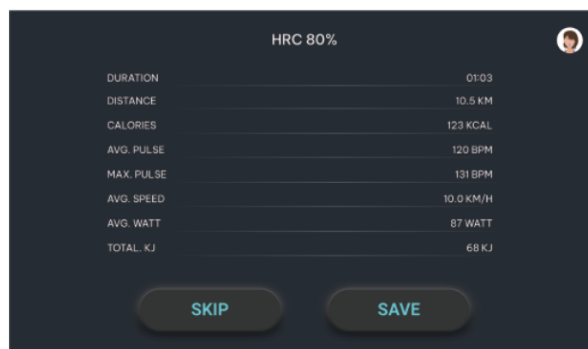 HRC 80%
DURATION 01:03
DISTANCE 10.5 KM
CALORIES 123 KCAL
AVG. PULSE 120 BPM
MAX. PULSE 131 BPM
AVG. SPEED 10.0 KM/H
AVG. WATT 87 WATT
TOTAL. KJ 68 KJ
SKIP SAVE